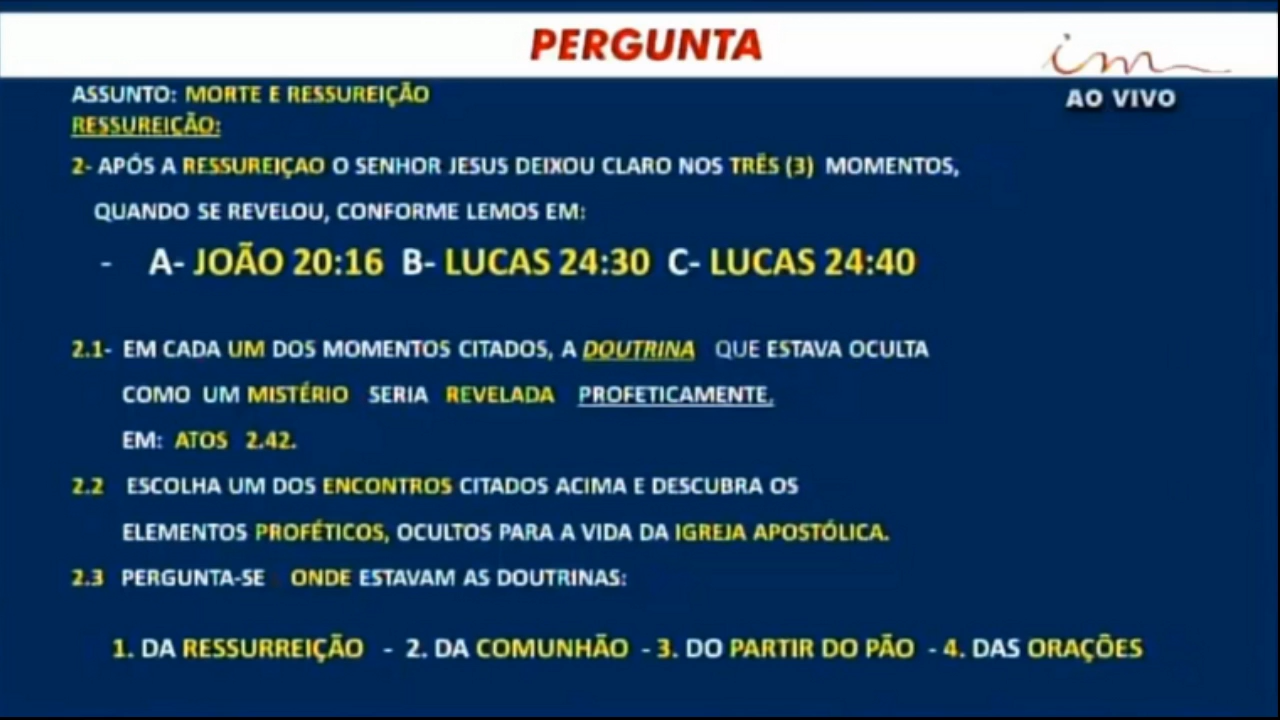 PERGUNTA
im
AO VIVO
ASSUNTO: MORTE E RESSUREIÇÃO
RESSUREIÇÃO:
2- APÓS A RESSUREIÇAO O SENHOR JESUS DEIXOU CLARO NOS TRÊS (3) MOMENTOS,
QUANDO SE REVELOU, CONFORME LEMOS EM:
- A- JOÃO 20:16 B- LUCAS 24:30 C- LUCAS 24:40
2.1- EM CADA UM DOS MOMENTOS CITADOS, A DOUTRINA QUE ESTAVA OCULTA
COMO UM MISTÉRIO SERIA REVELADA PROFETICAMENTE,
EM: ATOS 2.42.
2.2 ESCOLHA UM DOS ENCONTROS CITADOS ACIMA E DESCUBRA OS
ELEMENTOS PROFÉTICOS, OCULTOS PARA A VIDA DA IGREJA APOSTÓLICA.
2.3 PERGUNTA-SE ONDE ESTAVAM AS DOUTRINAS:
1. DA RESSURREIÇÃO - 2. DA COMUNHÃO - 3. DO PARTIR DO PÃO - 4. DAS ORAÇÕES